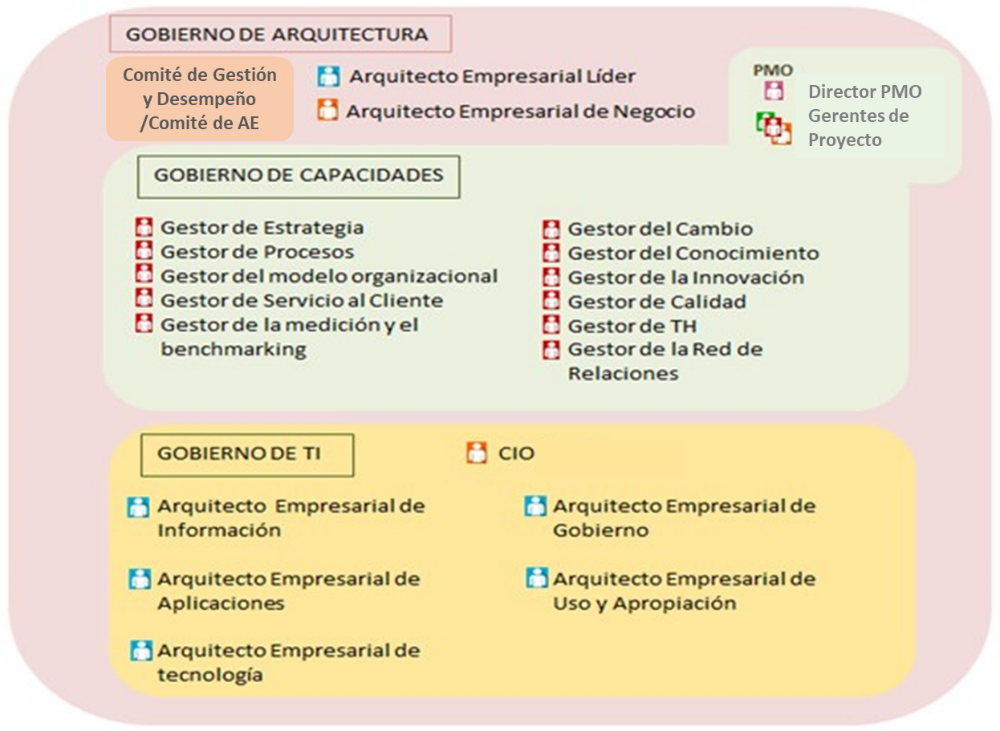 GOBIERNO DE ARQUITECTURA
Comité de Gestión
y Desempeño
/Comité de AE
Arquitecto Empresarial Líder
Arquitecto Empresarial de Negocio
PMO
Director PMO
Gerentes de
Proyecto
GOBIERNO DE CAPACIDADES
Gestor de Estrategia
Gestor de Procesos
Gestor del modelo organizacional
Gestor de Servicio al Cliente
Gestor de la medición y el
benchmarking
Gestor del Cambio
Gestor del Conocimiento
Gestor de la Innovación
Gestor de Calidad
Gestor de TH
Gestor de la Red de
Relaciones
GOBIERNO DE TI
CIO
Arquitecto Empresarial de
Información
Arquitecto Empresarial de
Aplicaciones
Arquitecto Empresarial de
tecnología
Arquitecto Empresarial de
Gobierno
Arquitecto Empresarial de
Uso y Apropiación